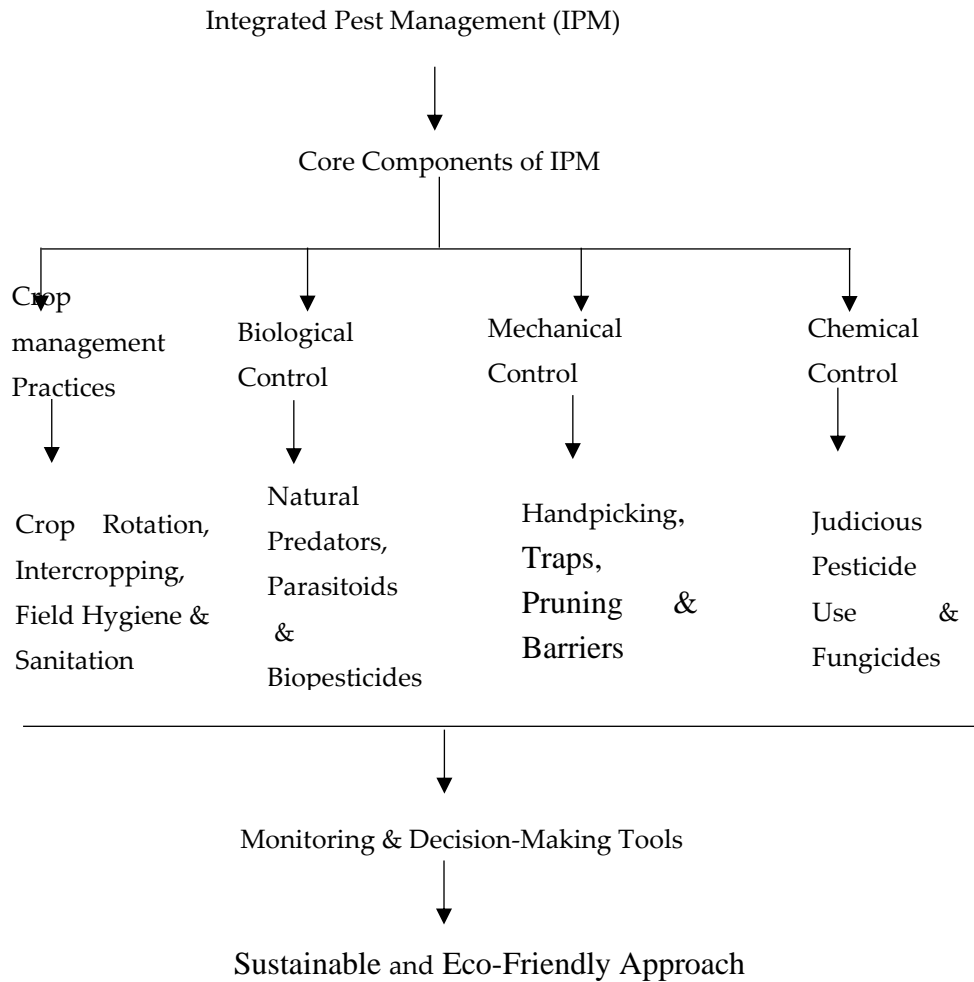 Integrated Pest Management (IPM)
Core Components of IPM
Crop
management
Practices
Biological
Control
Mechanical
Control
Chemical
Control
Crop Rotation,
Intercropping,
Field Hygiene &
Sanitation
Natural
Predators,
Parasitoids
&
Biopesticides
Handpicking,
Traps,
Pruning &
Barriers
Judicious
Pesticide
Use &
Fungicides
Monitoring & Decision-Making Tools
Sustainable and Eco-Friendly Approach